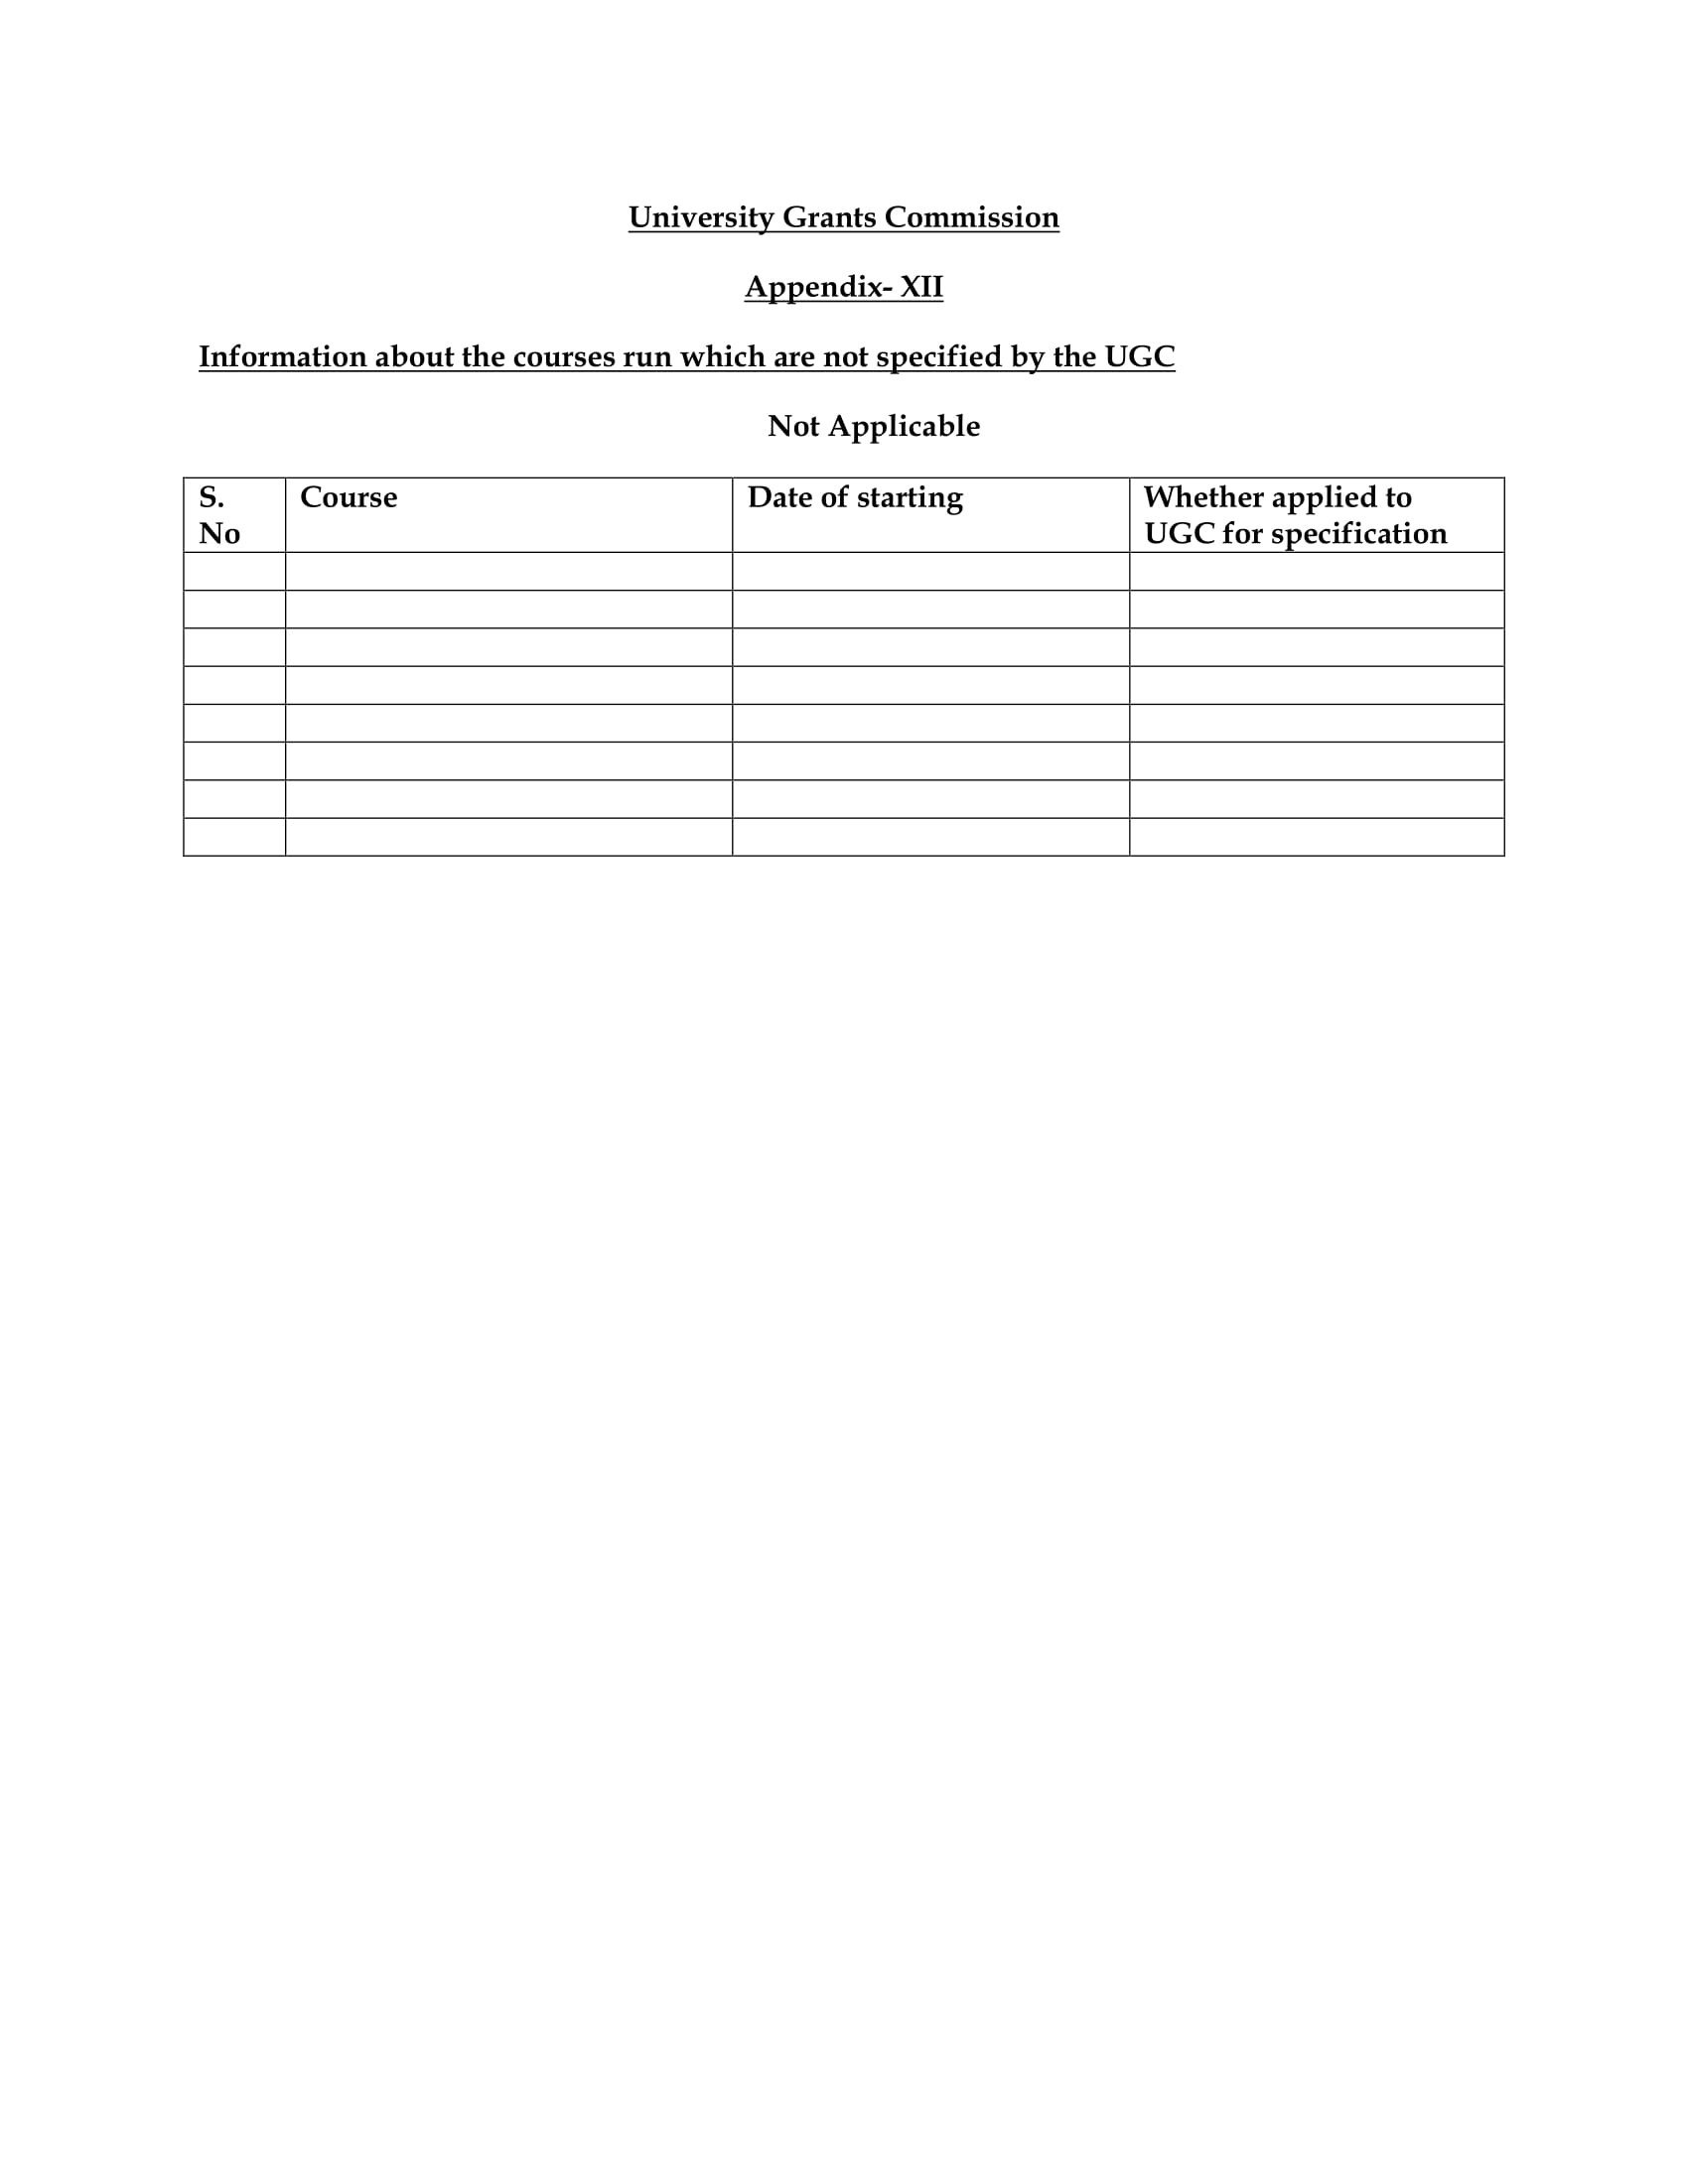 University Grants Commission
Appendix- XII
Information about the courses run which are not specified by the UGC
Not Applicable
S. No
Course
Date of starting
Whether applied to
UGC for specification